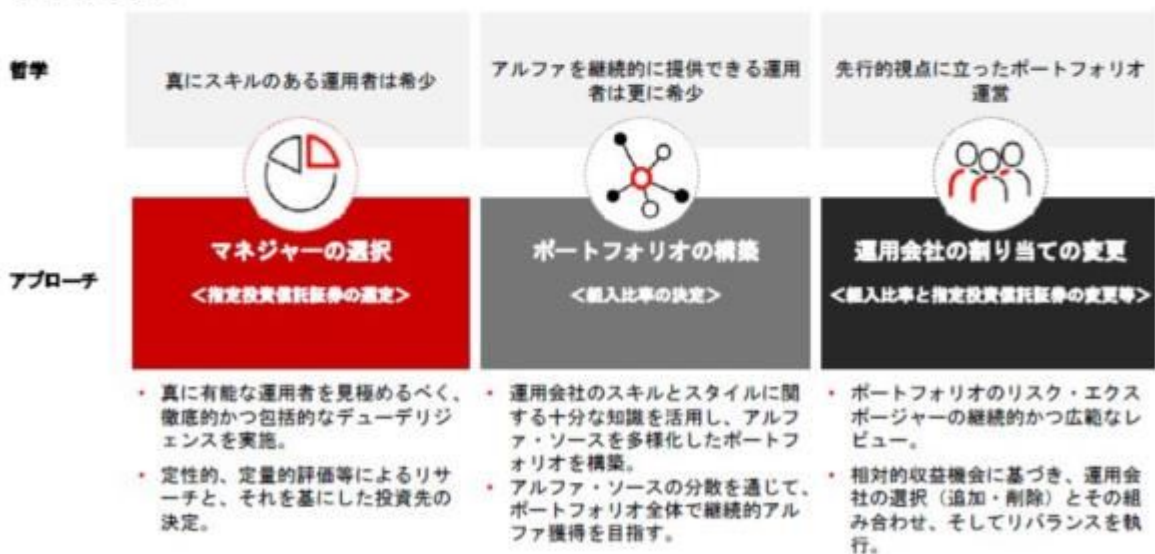 哲学
真にスキルのある運用者は希少
アルファを継続的に提供できる運用
者は更に希少
先行的視点に立ったポートフォリオ
運営
アプローチ
マネジャーの選択
＜指定投資信託証券の選定＞
ポートフォリオの構築
＜組入比率の決定＞
運用会社の割り当ての変更
＜組入比率と指定投資信託証券の変更等＞
• 真に有能な運用者を見極めるべく、
徹底的かつ包括的なデューデリジ
ェンスを実施。
• 定性的、定量的評価等によるリサ
ーチと、それを基にした投資先の
決定。
• 運用会社のスキルとスタイルに関
する十分な知識を活用し、アルフ
ァ・ソースを多様化したポートフ
ォリオを構築。
• アルファ・ソースの分散を通じて、
ポートフォリオ全体で継続的アル
ファ獲得を目指す。
• ポートフォリオのリスク・エクス
ポージャーの継続的かつ広範なレ
ビュー。
• 相対的収益機会に基づき、運用会
社の選択（追加・削除）とその組
み合わせ、そしてリバランスを執
行。